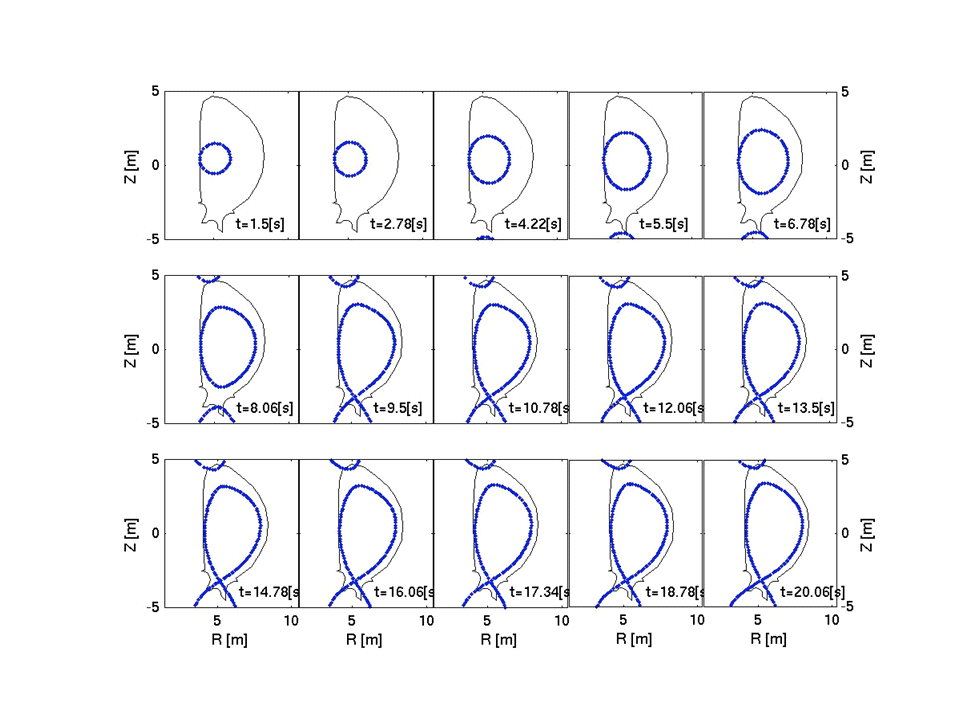 5 5
Z [m] 0 0 Z [m]
t=1.5[s] t=2.78[s] t=4.22[s] t=5.5[s] t=6.78[s]
-5 -5
5 5
Z [m] 0 0 Z [m]
t=8.06[s] t=9.5[s] t=10.78[s t=12.06[s t=13.5[s]
-5 -5
5 5
Z [m] 0 0 Z [m]
t=14.78[s t=16.06[s t=17.34[s t=18.78[s t=20.06[s]
-5 -5
5 10 5 10 5 10 5 10 5 10
R [m] R [m] R [m] R [m] R [m]